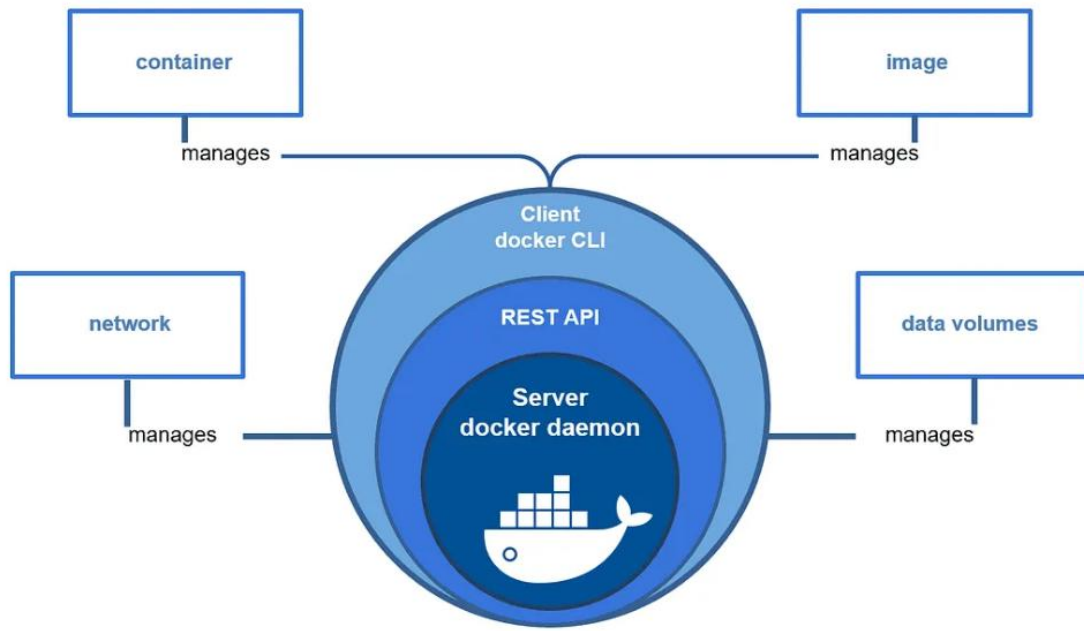 container
image
manages
manages
Client
docker CLI
network
REST API
data volumes
Server
docker daemon
manages
manages